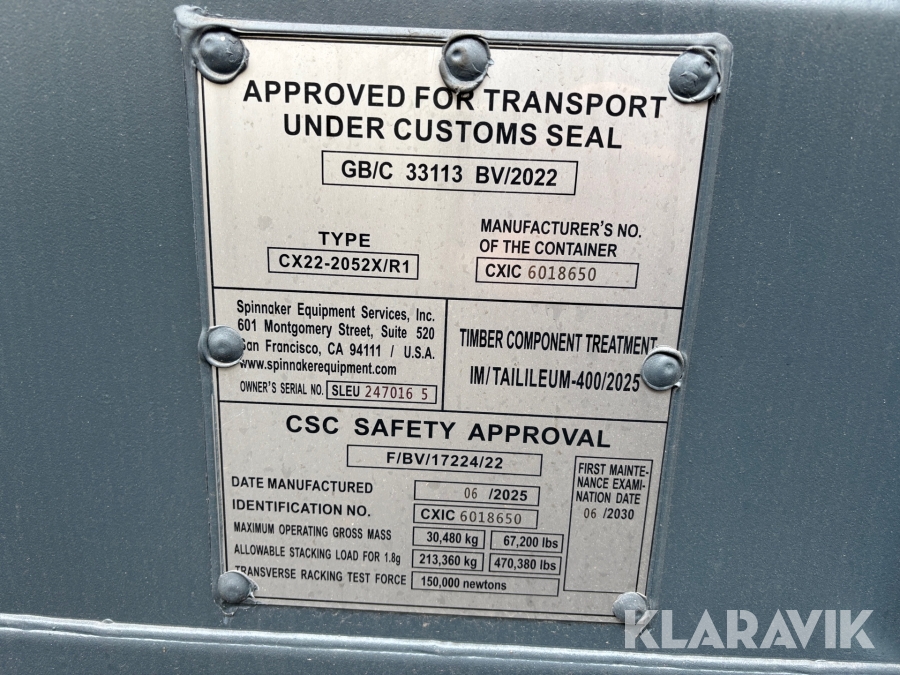 APPROVED FOR TRANSPORT
UNDER CUSTOMS SEAL
GB/C 33113 BV/2022
TYPE
CX22-2052X/R1
MANUFACTURER'S NO.
OF THE CONTAINER
CXIC 6018650
Spinnaker Equipment Services, Inc.
601 Montgomery Street, Suite 520
San Francisco, CA 94111 / U.S.A.
www.spinnakerequipment.com
OWNER'S SERIAL NO. SLEU 247016 5
TIMBER COMPONENT TREATMENT
IM/TAILILEUM-400/2025
CSC SAFETY APPROVAL
F/BV/17224/22
DATE MANUFACTURED 06 /2025
IDENTIFICATION NO. CXIC 6018650
MAXIMUM OPERATING GROSS MASS 30,480 kg 67,200 lbs
ALLOWABLE STACKING LOAD FOR 1.8g 213,360 kg 470,380 lbs
TRANSVERSE RACKING TEST FORCE 150,000 newtons
FIRST MAINTE-
NANCE EXAMI-
NATION DATE
06 /2030
KLARAVIK